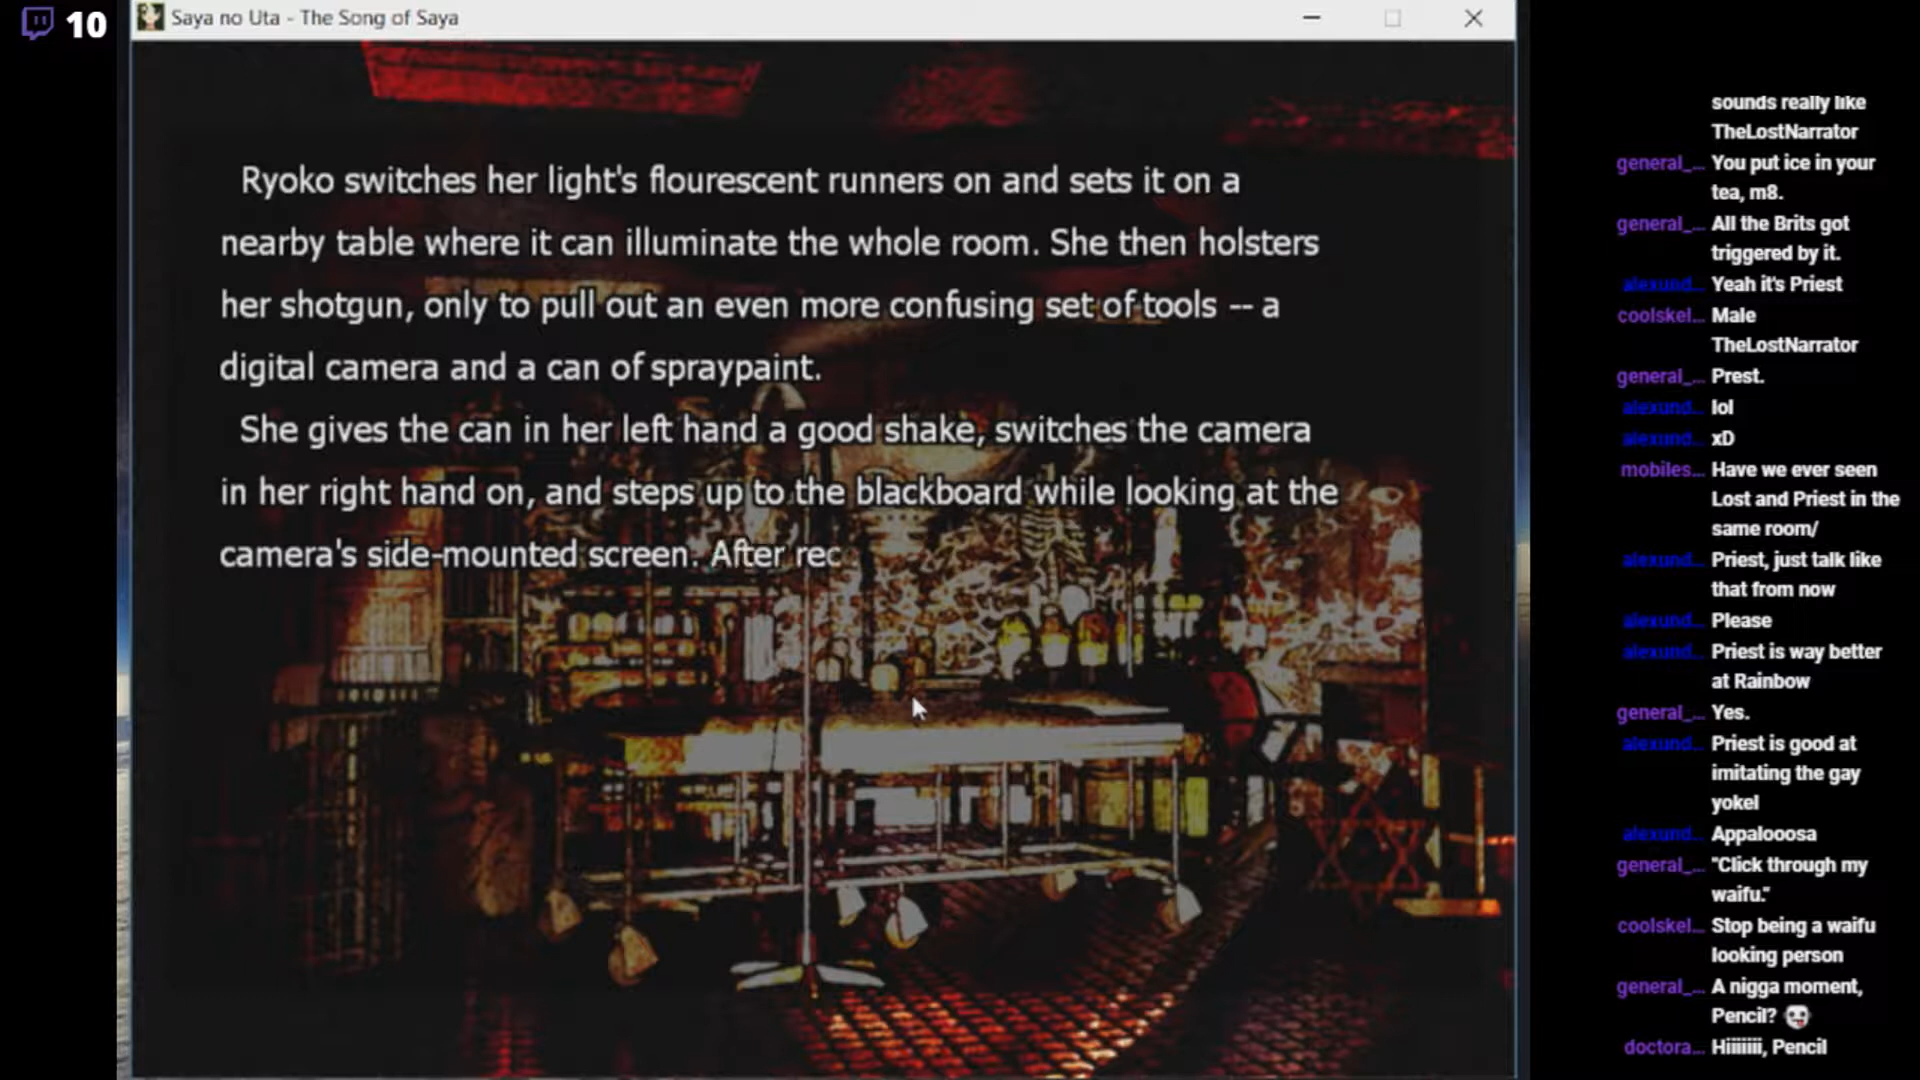 10
Saya no Uta - The Song of Saya
Ryoko switches her light's flourescent runners on and sets it on a
nearby table where it can illuminate the whole room. She then holsters
her shotgun, only to pull out an even more confusing set of tools -- a
digital camera and a can of spraypaint.
She gives the can in her left hand a good shake, switches the camera
in her right hand on, and steps up to the blackboard while looking at the
camera's side-mounted screen. After rec
sounds really like
TheLostNarrator
general_... You put ice in your
tea, m8.
general_... All the Brits got
triggered by it.
alexund... Yeah it's Priest
coolskel... Male
TheLostNarrator
general_... Prest.
alexund... lol
alexund... xD
mobiles... Have we ever seen
Lost and Priest in the
same room/
alexund... Priest, just talk like
that from now
alexund... Please
alexund... Priest is way better
at Rainbow
general_... Yes.
alexund... Priest is good at
imitating the gay
yokel
alexund... Appalooosa
general_... "Click through my
waifu."
coolskel... Stop being a waifu
looking person
general_... A nigga moment,
Pencil?
doctora... Hiiiiiii, Pencil